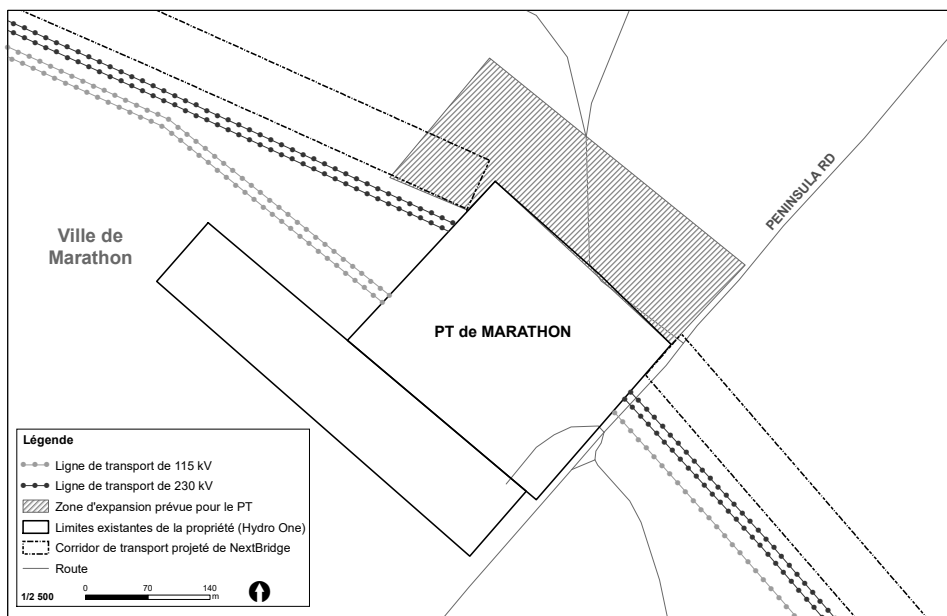 PENINSULA RD
Ville de
Marathon
PT de MARATHON
Légende
Ligne de transport de 115 kV
Ligne de transport de 230 kV
Zone d'expansion prévue pour le PT
Limites existantes de la propriété (Hydro One)
Corridor de transport projeté de NextBridge
Route
1/2 500
0 70 140
m